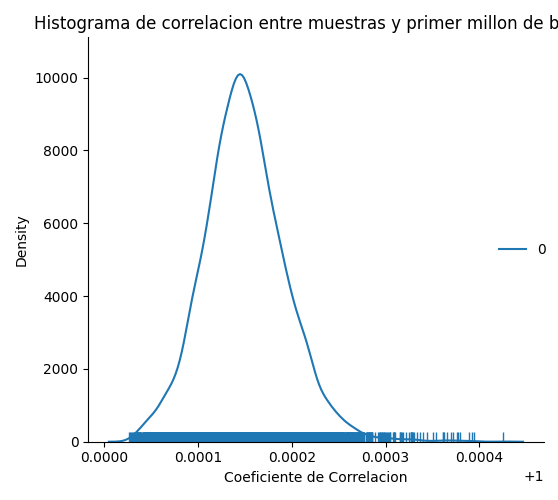 Histograma de correlacion entre muestras y primer millon de b
10000
8000
6000
4000
2000
0
Density
0
0.0000 0.0001 0.0002 0.0003 0.0004
Coeficiente de Correlacion
+1